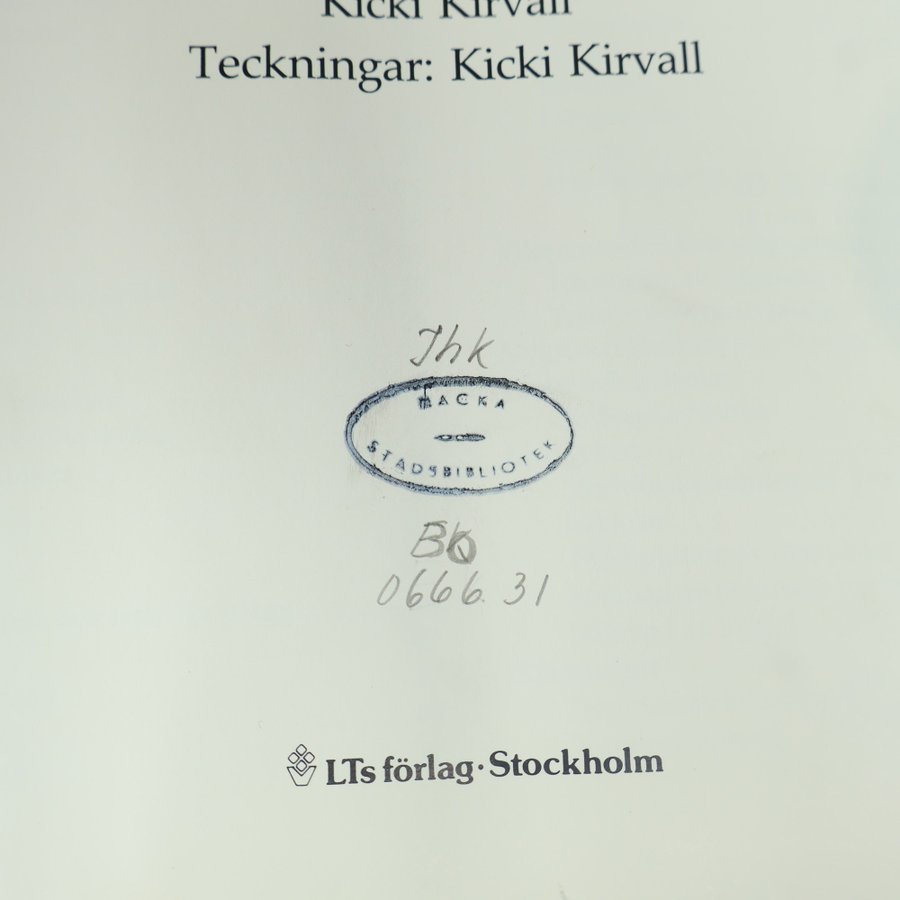 Kicki Kirvall
Teckningar: Kicki Kirvall
Ihk
NACKA
STADSBIBLIOTEK
0666.31
LTs förlag · Stockholm